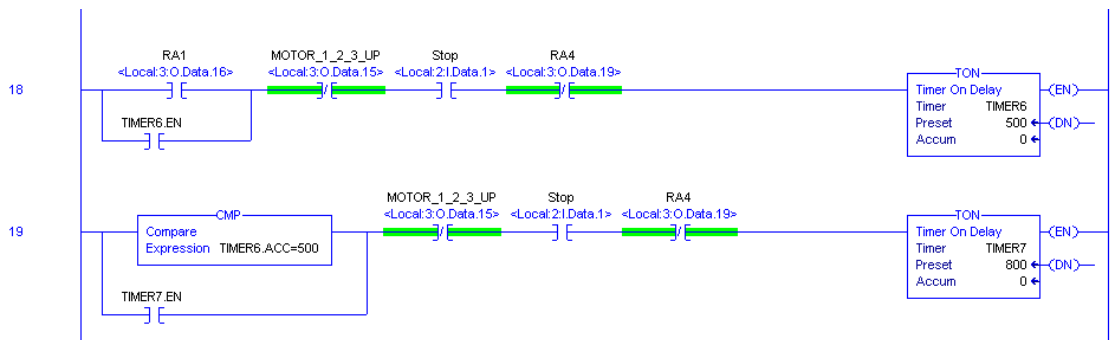 RA1 MOTOR_1_2_3_UP Stop RA4
<Local:3:O.Data.16> <Local:3:O.Data.15> <Local:2:I.Data.1> <Local:3:O.Data.19>
18
TON
Timer On Delay
Timer TIMER6
Preset 500
Accum 0
(EN)
(DN)
TIMER6.EN
MOTOR_1_2_3_UP Stop RA4
<Local:3:O.Data.15> <Local:2:I.Data.1> <Local:3:O.Data.19>
19
CMP
Compare
Expression TIMER6.ACC=500
TON
Timer On Delay
Timer TIMER7
Preset 800
Accum 0
(EN)
(DN)
TIMER7.EN